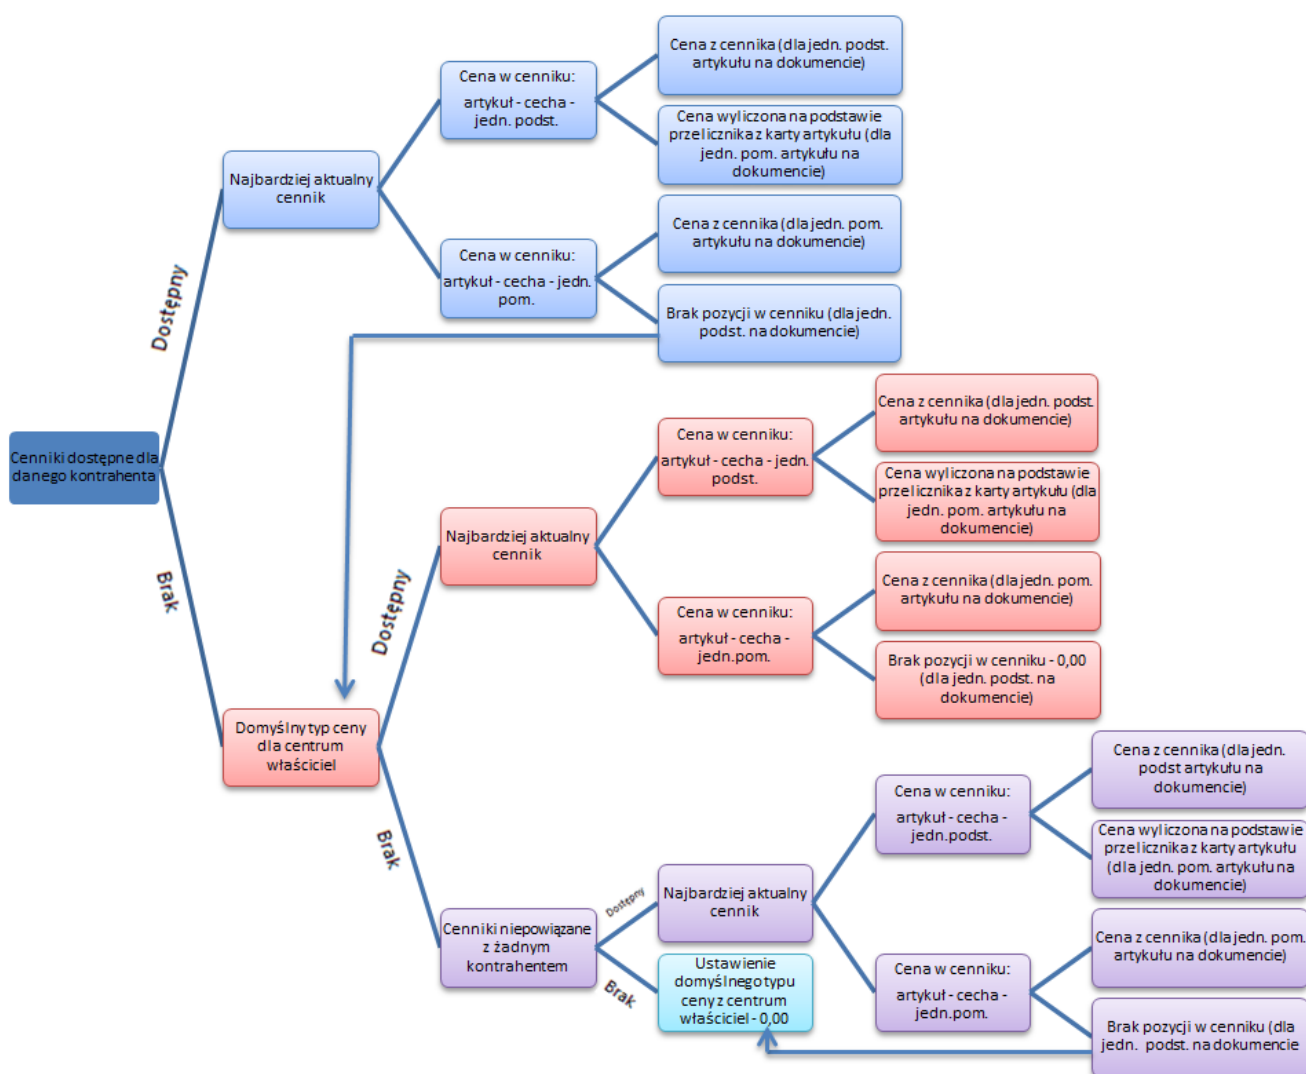 Cena z cennika (dla jedn. podst.
artykułu na dokumencie)
Cena w cenniku:
artykuł - cecha -
jedn. podst.
Cena wyliczona na podstawie
przelicznika z karty artykułu (dla
jedn. pom. artykułu na
dokumencie)
Najbardziej aktualny
cennik
Cena z cennika (dla jedn. pom.
artykułu na dokumencie)
Cena w cenniku:
artykuł - cecha - jedn.
pom.
Brak pozycji w cenniku (dla jedn.
podst. na dokumencie)
Dostępny
Cenniki dostępne dla
danego kontrahenta
Brak
Cena z cennika (dla jedn. podst.
artykułu na dokumencie)
Cena w cenniku:
artykuł - cecha - jedn.
podst.
Cena wyliczona na podstawie
przelicznika z karty artykułu (dla
jedn. pom. artykułu na
dokumencie)
Najbardziej aktualny
cennik
Cena z cennika (dla jedn. pom.
artykułu na dokumencie)
Cena w cenniku:
artykuł - cecha -
jedn.pom.
Brak pozycji w cenniku - 0,00
(dla jedn. podst. na
dokumencie)
Dostępny
Domyślny typ ceny
dla centrum
właściciel
Brak
Cena z cennika (dla jedn.
podst artykułu na
dokumencie)
Cena w cenniku:
artykuł - cecha -
jedn.podst.
Cena wyliczona na podstawie
przelicznika z karty artykułu
(dla jedn. pom. artykułu na
dokumencie)
Dostępny
Najbardziej aktualny
cennik
Cenniki niepowiązane
z żadnym
kontrahentem
Brak
Ustawienie
domyślnego typu
ceny z centrum
właściciel - 0,00
Cena z cennika (dla jedn. pom.
artykułu na dokumencie)
Cena w cenniku:
artykuł - cecha -
jedn.pom.
Brak pozycji w cenniku (dla
jedn. podst. na dokumencie